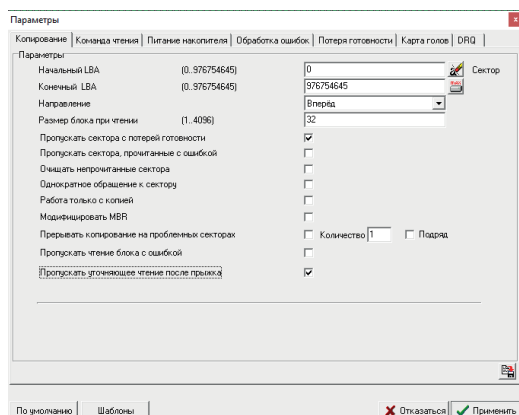 Параметры
Копирование Команда чтения Питание накопителя Обработка ошибок Потеря готовности Карта голов DRQ
Параметры
Начальный LBA (0..976754645) 0 Сектор
Конечный LBA (0..976754645) 976754645
Направление Вперёд
Размер блока при чтении (1..4096) 32
Пропускать сектора с потерей готовности
Пропускать сектора, прочитанные с ошибкой
Очищать непрочитанные сектора
Однократное обращение к сектору
Работа только с копией
Модифицировать MBR
Прерывать копирование на проблемных секторах Количество 1 Подряд
Пропускать чтение блока с ошибкой
Пропускать уточняющее чтение после прыжка
По умолчанию Шаблоны Отказаться Применить